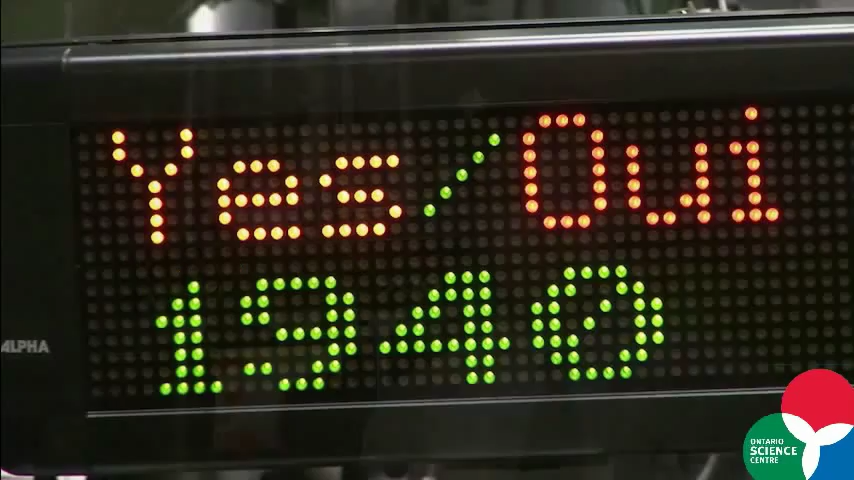 Yes/Oui
1940
ALPHA
ONTARIO
SCIENCE
CENTRE